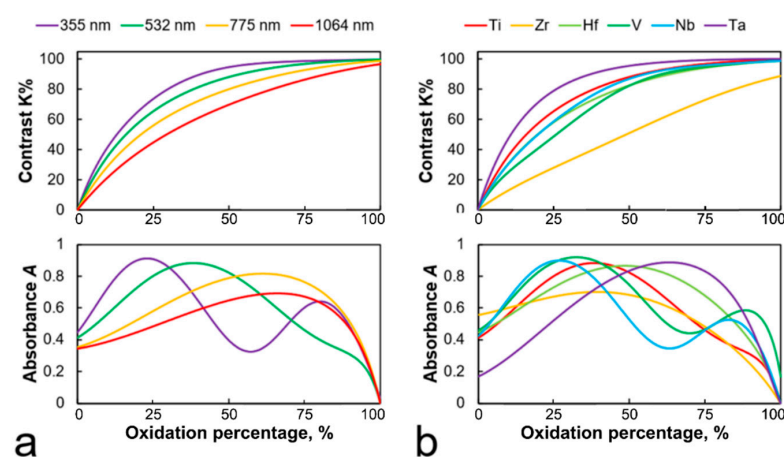 355 nm 532 nm 775 nm 1064 nm
Contrast K%
100
80
60
40
20
0
0 25 50 75 100
Absorbance A
1
0.8
0.6
0.4
0.2
0
0 25 50 75 100
Oxidation percentage, %
a
Ti Zr Hf V Nb Ta
Contrast K%
100
80
60
40
20
0
0 25 50 75 100
Absorbance A
1
0.8
0.6
0.4
0.2
0
0 25 50 75 100
Oxidation percentage, %
b